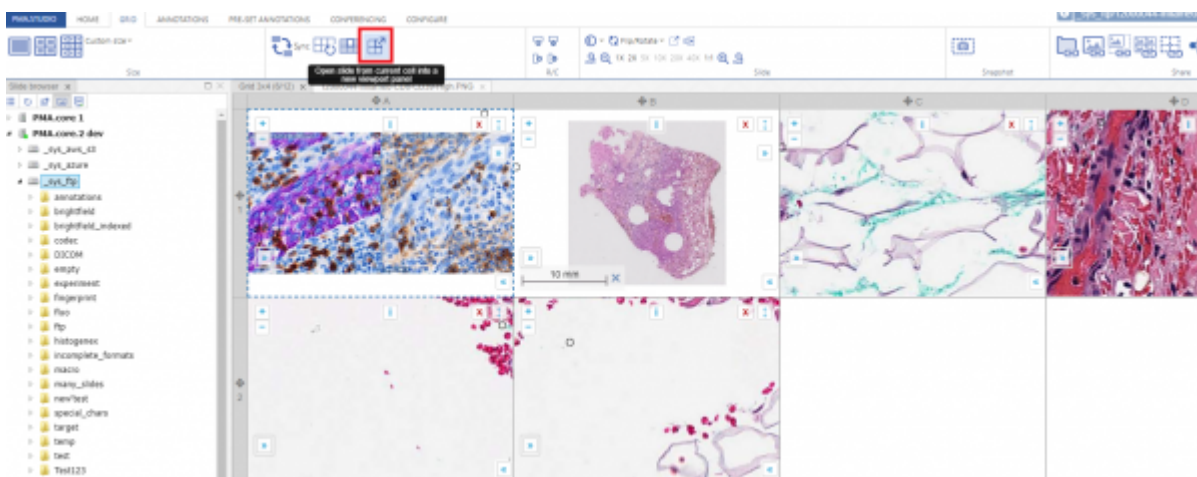 PMA.STUDIO HOME GRID ANNOTATIONS PRE-SET ANNOTATIONS CONFERENCING CONFIGURE
Custom size
Sync
Flip/Rotate
1X 2X 5X 10X 20X 40X
Size
R/C
Slide
Snapshot
Share
Open slide from current cell into a
new viewport panel
Slide browser
Grid 3x4 (6/12)
A
B
C
D
PMA.core 1
PMA.core.2 dev
_sys_aws_s3
_sys_azure
_sys_ftp
annotations
brightfield
brightfield_indexed
codec
DICOM
empty
experiment
fingerprint
fluo
ftp
histogenex
incomplete_formats
macro
many_slides
new'test
special_chars
target
temp
test
Test123
1
2
10 mm